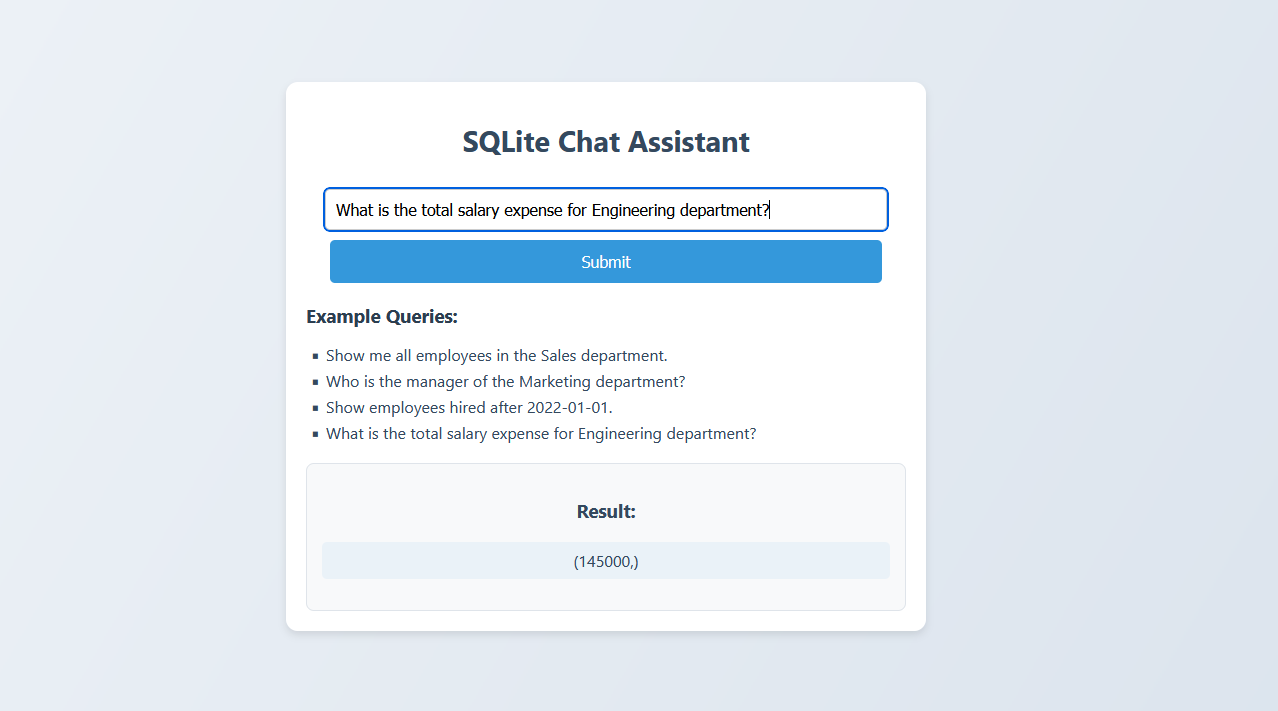 SQLite Chat Assistant
What is the total salary expense for Engineering department?
Submit
Example Queries:
Show me all employees in the Sales department.
Who is the manager of the Marketing department?
Show employees hired after 2022-01-01.
What is the total salary expense for Engineering department?
Result:
(145000,)